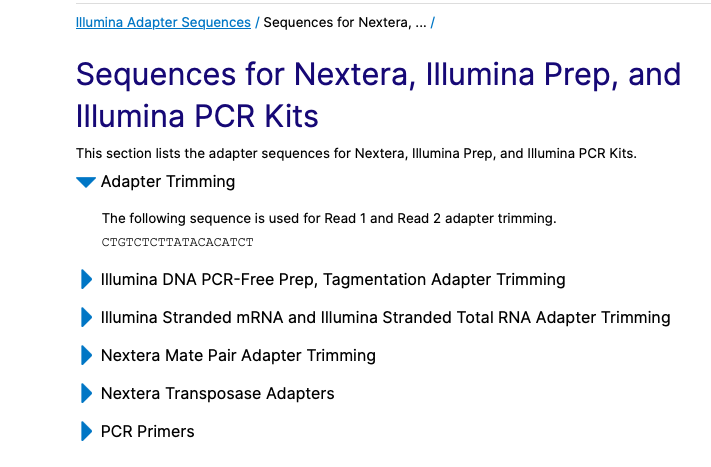 Illumina Adapter Sequences / Sequences for Nextera, ... /
Sequences for Nextera, Illumina Prep, and
Illumina PCR Kits
This section lists the adapter sequences for Nextera, Illumina Prep, and Illumina PCR Kits.
Adapter Trimming
The following sequence is used for Read 1 and Read 2 adapter trimming.
CTGTCTCTTATACACATCT
Illumina DNA PCR-Free Prep, Tagmentation Adapter Trimming
Illumina Stranded mRNA and Illumina Stranded Total RNA Adapter Trimming
Nextera Mate Pair Adapter Trimming
Nextera Transposase Adapters
PCR Primers